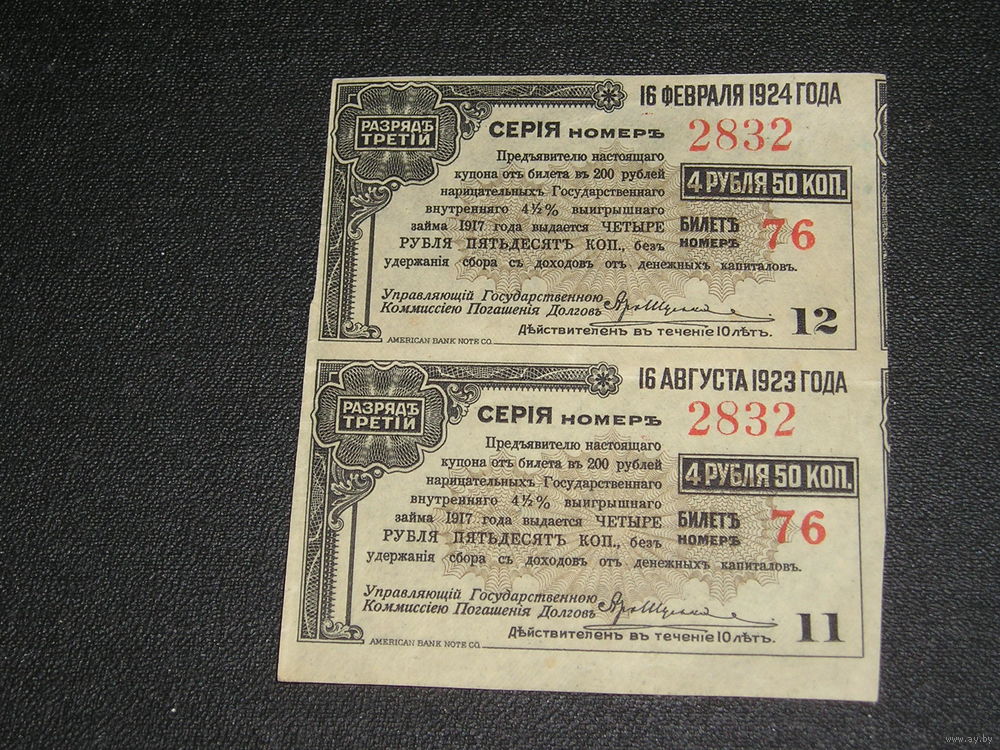 16 ФЕВРАЛЯ 1924 ГОДА
РАЗРЯДЪ
ТРЕТІЙ
СЕРІЯ НОМЕРЪ 2832
Предъявителю настоящаго
купона отъ билета въ 200 рублей
нарицательныхъ Государственнаго
внутренняго 4½% выигрышнаго
займа 1917 года выдается ЧЕТЫРЕ
РУБЛЯ ПЯТЬДЕСЯТЪ КОП., безъ
удержанія сбора съ доходовъ отъ денежныхъ капиталовъ.
4 РУБЛЯ 50 КОП.
БИЛЕТЪ
НОМЕРЪ 76
Управляющій Государственною
Коммиссіею Погашенія Долговъ
Дѣйствителенъ въ теченіе 10 лѣтъ.
12
AMERICAN BANK NOTE CO.
16 АВГУСТА 1923 ГОДА
РАЗРЯДЪ
ТРЕТІЙ
СЕРІЯ НОМЕРЪ 2832
Предъявителю настоящаго
купона отъ билета въ 200 рублей
нарицательныхъ Государственнаго
внутренняго 4½% выигрышнаго
займа 1917 года выдается ЧЕТЫРЕ
РУБЛЯ ПЯТЬДЕСЯТЪ КОП., безъ
удержанія сбора съ доходовъ отъ денежныхъ капиталовъ.
4 РУБЛЯ 50 КОП.
БИЛЕТЪ
НОМЕРЪ 76
Управляющій Государственною
Коммиссіею Погашенія Долговъ
Дѣйствителенъ въ теченіе 10 лѣтъ.
11
AMERICAN BANK NOTE CO.
www.ay.by